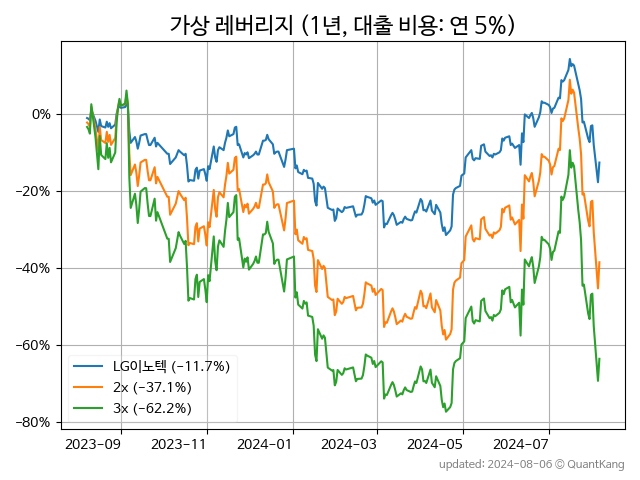 가상 레버리지 (1년, 대출 비용: 연 5%)
0%
−20%
−40%
−60%
−80%
LG이노텍 (−11.7%)
2x (−37.1%)
3x (−62.2%)
2023-09 2023-11 2024-01 2024-03 2024-05 2024-07
updated: 2024-08-06 © QuantKang